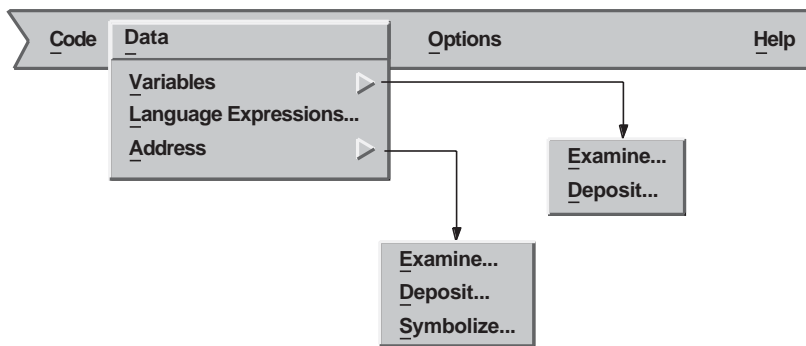 Code Data Options Help
Variables
Language Expressions...
Address
Examine...
Deposit...
Examine...
Deposit...
Symbolize...